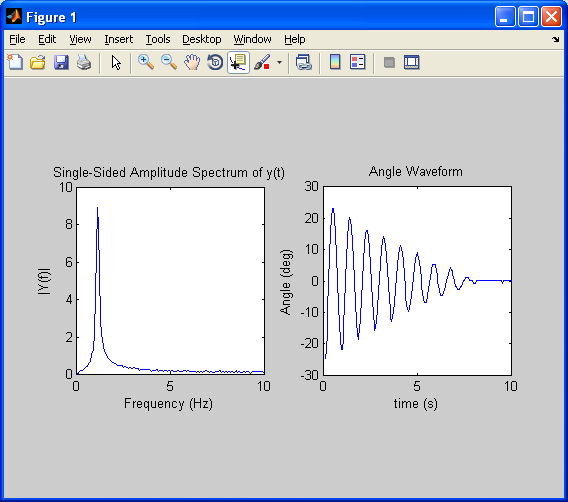 Figure 1
File Edit View Insert Tools Desktop Window Help
Single-Sided Amplitude Spectrum of y(t)
10
8
6
4
2
0
|Y(f)|
0 5 10
Frequency (Hz)
Angle Waveform
30
20
10
0
-10
-20
-30
Angle (deg)
0 5 10
time (s)